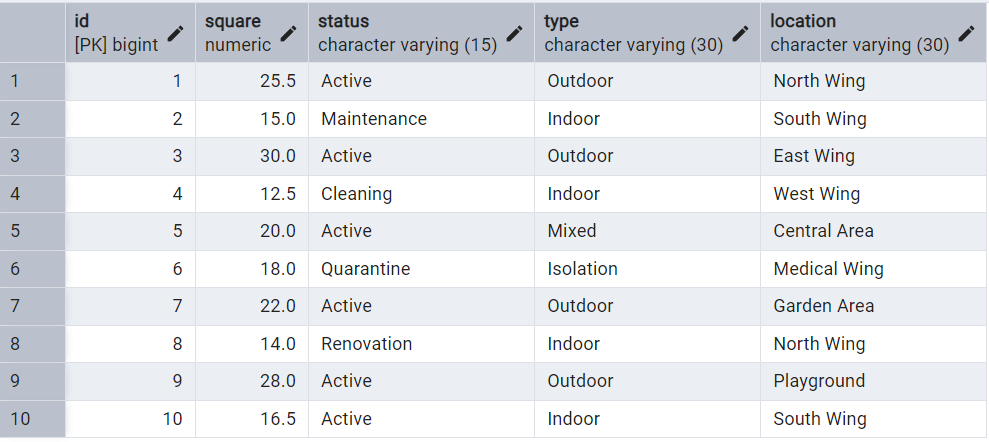 id square status type location
[PK] bigint numeric character varying (15) character varying (30) character varying (30)
1 1 25.5 Active Outdoor North Wing
2 2 15.0 Maintenance Indoor South Wing
3 3 30.0 Active Outdoor East Wing
4 4 12.5 Cleaning Indoor West Wing
5 5 20.0 Active Mixed Central Area
6 6 18.0 Quarantine Isolation Medical Wing
7 7 22.0 Active Outdoor Garden Area
8 8 14.0 Renovation Indoor North Wing
9 9 28.0 Active Outdoor Playground
10 10 16.5 Active Indoor South Wing